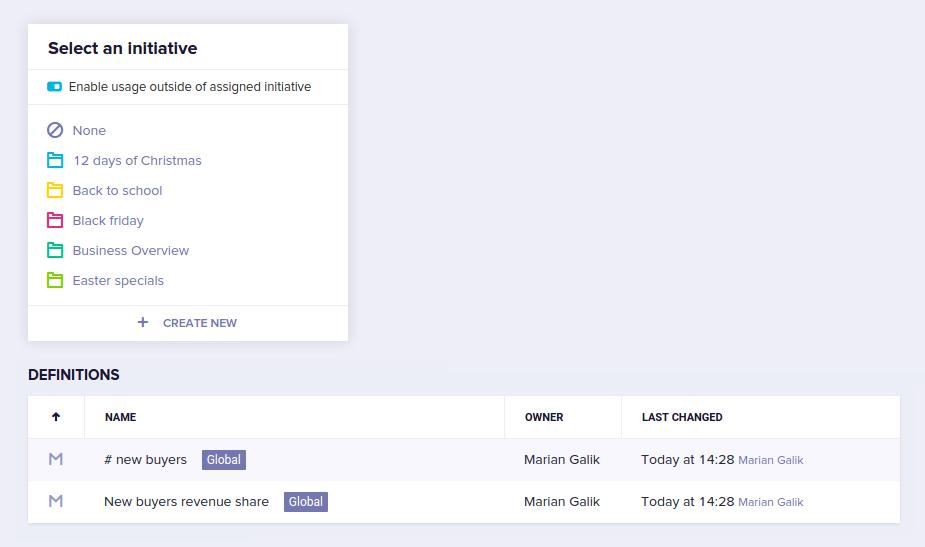 Select an initiative
Enable usage outside of assigned initiative
None
12 days of Christmas
Back to school
Black friday
Business Overview
Easter specials
+ CREATE NEW
DEFINITIONS
↑ NAME OWNER LAST CHANGED
M # new buyers Global Marian Galik Today at 14:28 Marian Galik
M New buyers revenue share Global Marian Galik Today at 14:28 Marian Galik